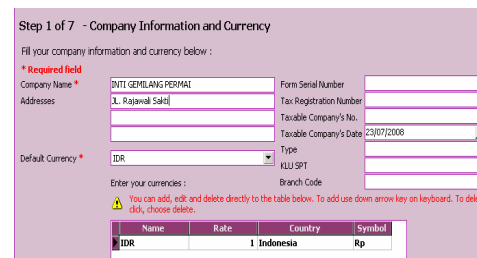 Step 1 of 7 - Company Information and Currency
Fill your company information and currency below :
* Required field
Company Name * INTI GEMILANG PERMAI
Addresses JL. Rajawali Sakti
Default Currency * IDR
Form Serial Number
Tax Registration Number
Taxable Company's No.
Taxable Company's Date 23/07/2008
Type
KLU SPT
Branch Code
Enter your currencies :
You can add, edit and delete directly to the table below. To add use down arrow key on keyboard. To
click, choose delete.
Name Rate Country Symbol
IDR 1 Indonesia Rp